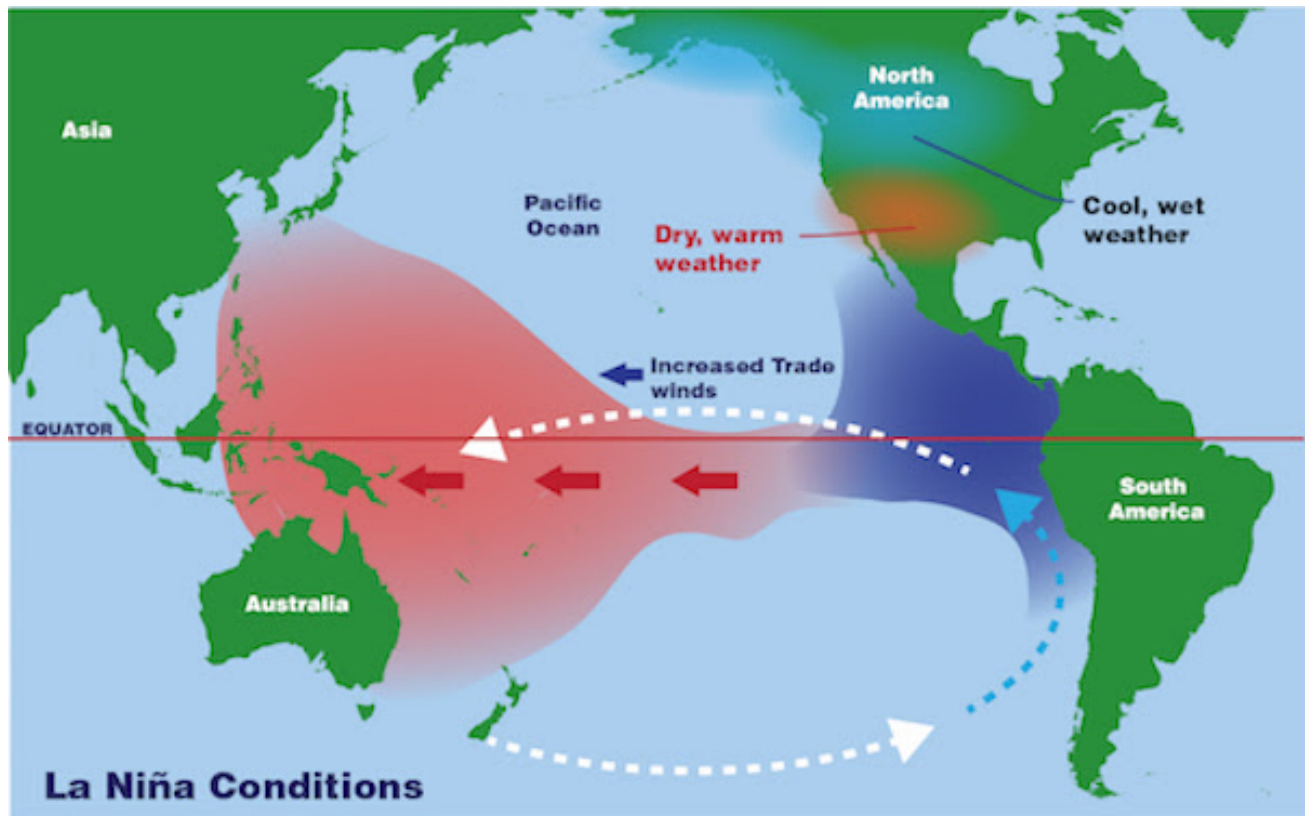 North
America
Asia
Pacific
Ocean
Cool, wet
weather
Dry, warm
weather
Increased Trade
winds
EQUATOR
South
America
Australia
La Niña Conditions